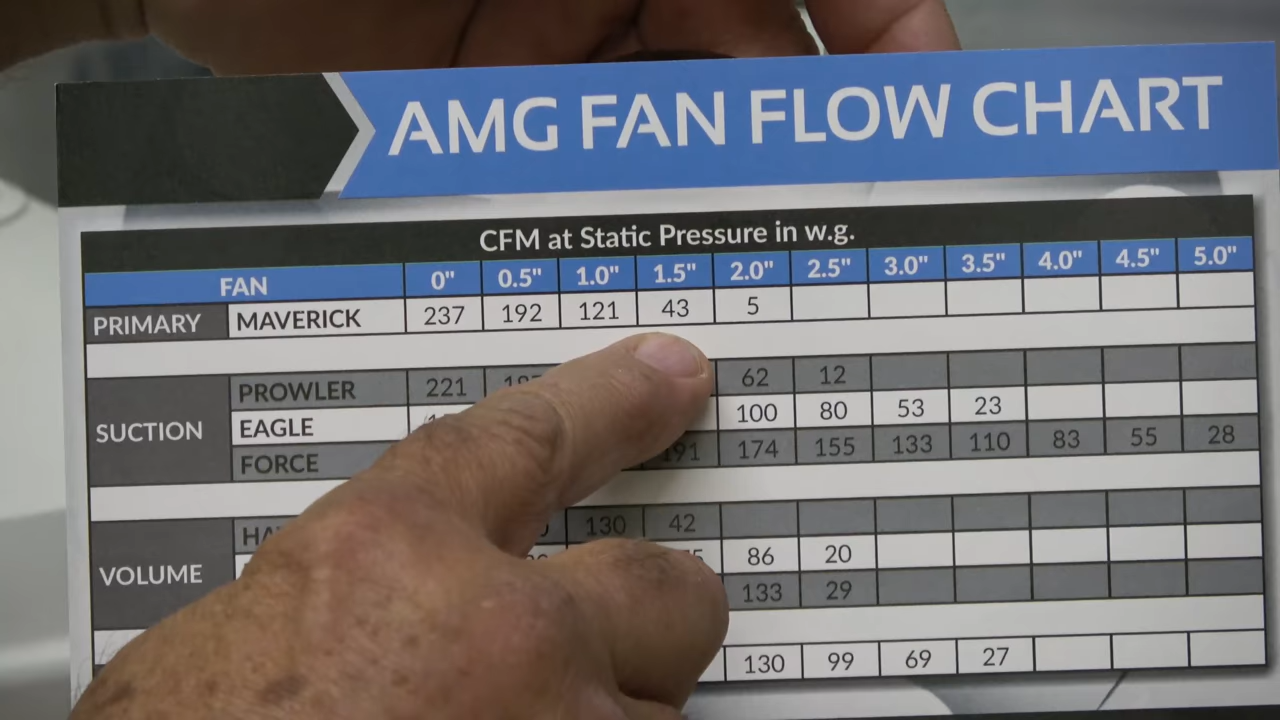 AMG FAN FLOW CHART
CFM at Static Pressure in w.g.
FAN 0" 0.5" 1.0" 1.5" 2.0" 2.5" 3.0" 3.5" 4.0" 4.5" 5.0"
PRIMARY MAVERICK 237 192 121 43 5
SUCTION
PROWLER 221 62 12
EAGLE 100 80 53 23
FORCE 191 174 155 133 110 83 55 28
VOLUME
130 42
86 20
133 29
130 99 69 27